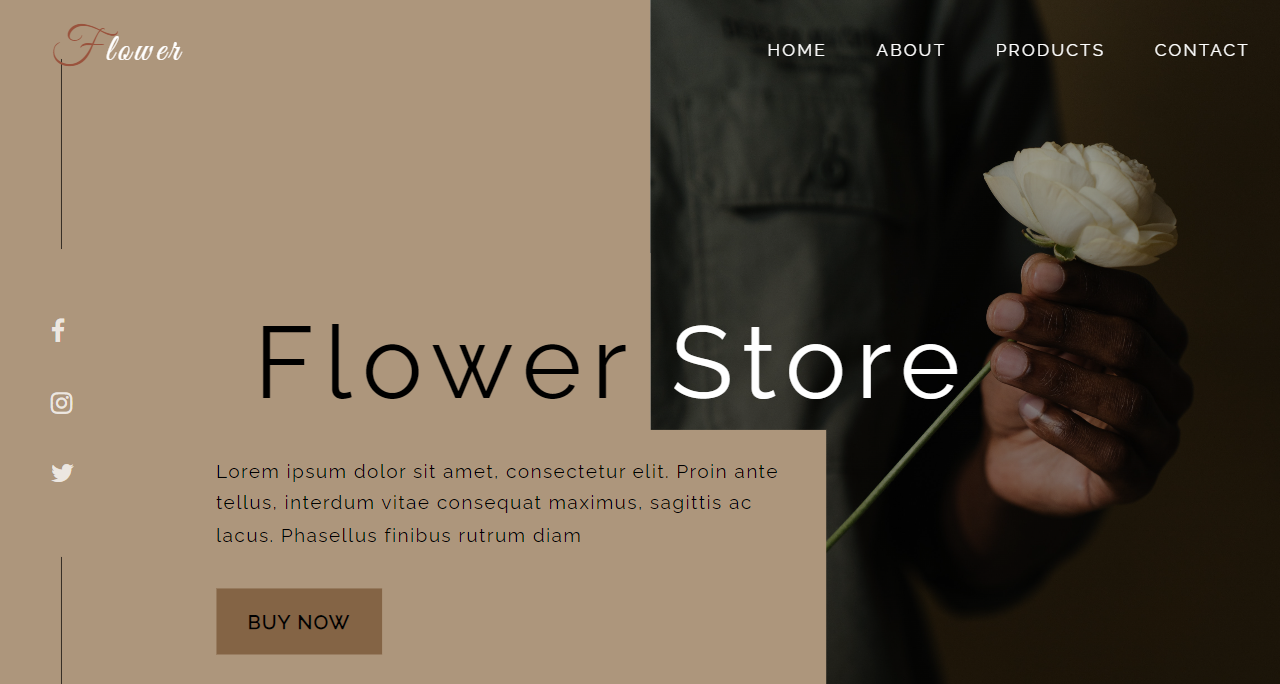 Flower
HOME ABOUT PRODUCTS CONTACT
Flower Store
Lorem ipsum dolor sit amet, consectetur elit. Proin ante
tellus, interdum vitae consequat maximus, sagittis ac
lacus. Phasellus finibus rutrum diam
BUY NOW